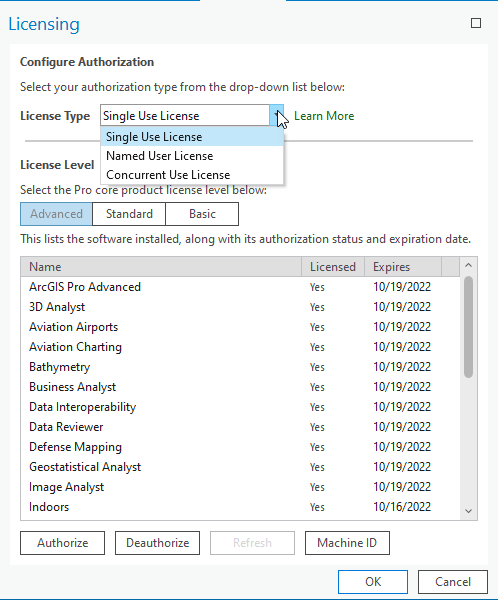 Licensing
Configure Authorization
Select your authorization type from the drop-down list below:
License Type Single Use License Learn More
Single Use License
Named User License
Concurrent Use License
License Level
Select the Pro core product license level below:
Advanced Standard Basic
This lists the software installed, along with its authorization status and expiration date.
Name Licensed Expires
ArcGIS Pro Advanced Yes 10/19/2022
3D Analyst Yes 10/19/2022
Aviation Airports Yes 10/19/2022
Aviation Charting Yes 10/19/2022
Bathymetry Yes 10/19/2022
Business Analyst Yes 10/19/2022
Data Interoperability Yes 10/19/2022
Data Reviewer Yes 10/19/2022
Defense Mapping Yes 10/19/2022
Geostatistical Analyst Yes 10/19/2022
Image Analyst Yes 10/19/2022
Indoors Yes 10/16/2022
Authorize Deauthorize Refresh Machine ID
OK Cancel